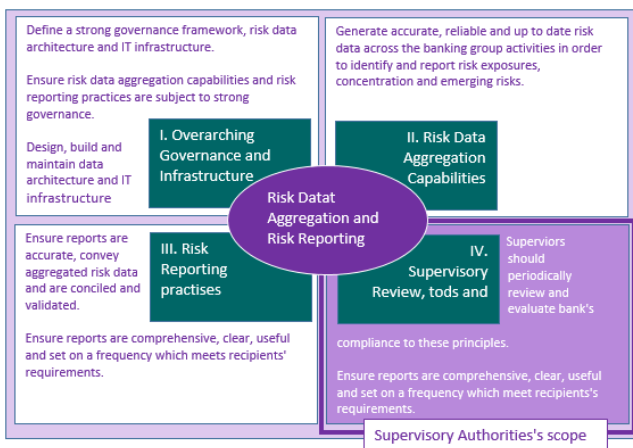 Define a strong governance framework, risk data
architecture and IT infrastructure.
Ensure risk data aggregation capabilities and risk
reporting practices are subject to strong
governance.
Design, build and
maintain data
architecture and IT
infrastructure
I. Overarching
Governance and
Infrastructure
Generate accurate, reliable and up to date risk
data across the banking group activities in order
to identify and report risk exposures,
concentration and emerging risks.
II. Risk Data
Aggregation
Capabilities
Risk Datat
Aggregation and
Risk Reporting
Ensure reports are
accurate, convey
aggregated risk data
and are conciled and
validated.
III. Risk
Reporting
practises
Ensure reports are comprehensive, clear, useful
and set on a frequency which meets recipients'
requirements.
IV.
Supervisory
Review, tods and
Superviors
should
periodically
review and
evaluate bank's
compliance to these principles.
Ensure reports are comprehensive, clear, useful
and set on a frequency which meet recipients's
requirements.
Supervisory Authorities's scope